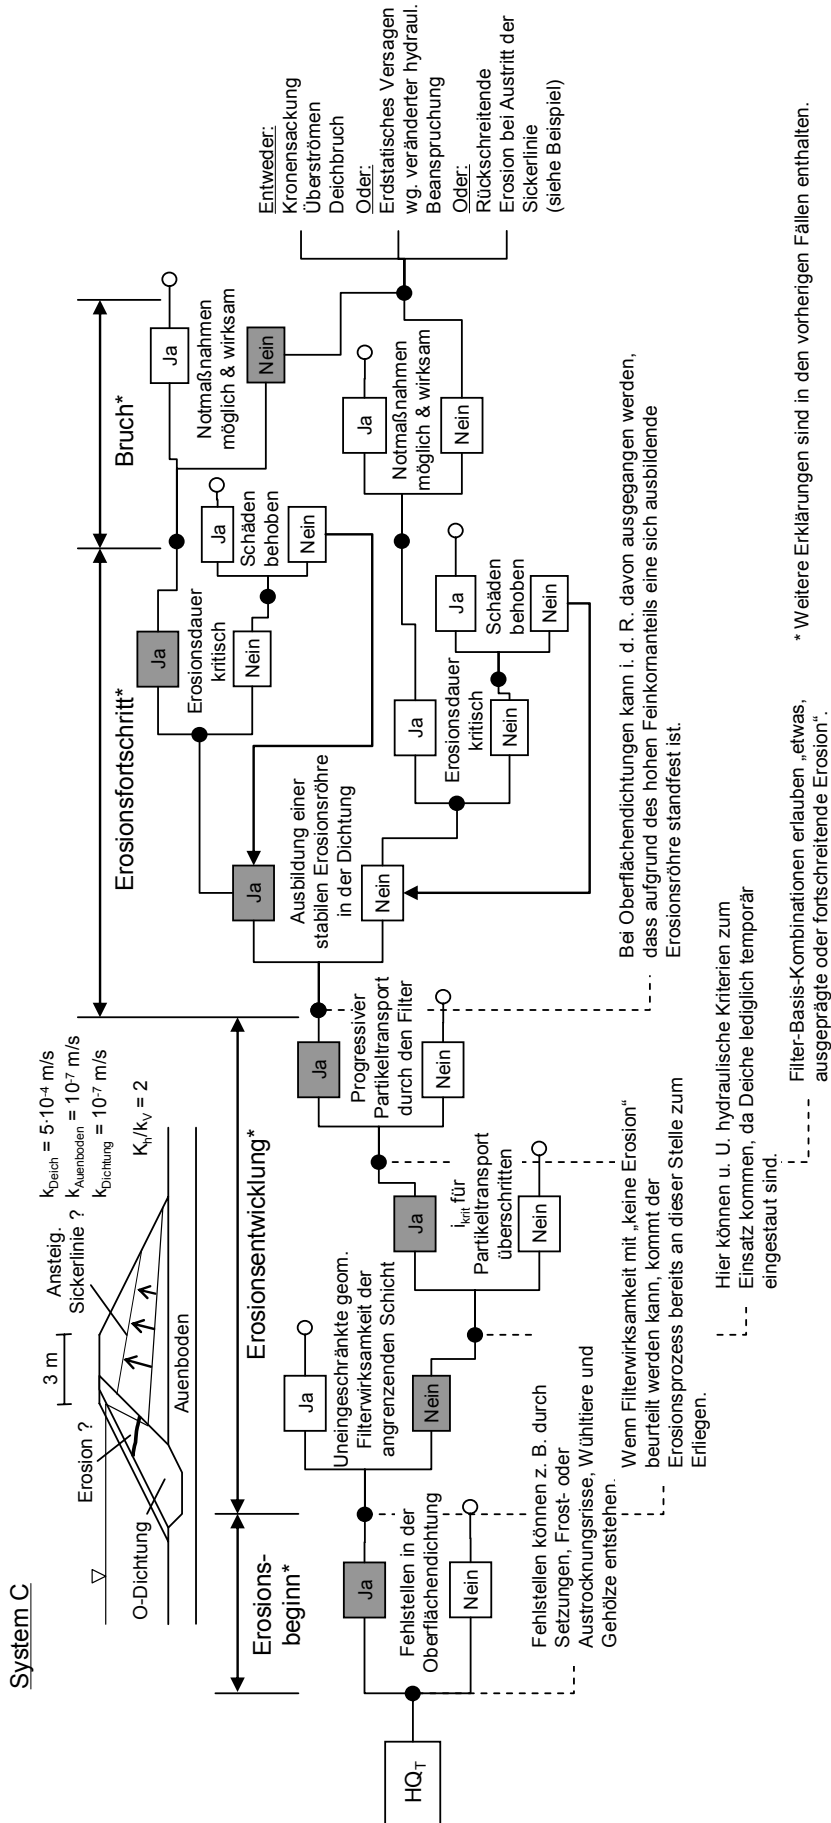 System C
Erosion ?
O-Dichtung
3 m
Ansteig.
Sickerlinie ?
Auenboden
kDeich = 5·10⁻⁴ m/s
kAuenboden = 10⁻⁷ m/s
kDichtung = 10⁻⁷ m/s
Kh/kV = 2
Erosions-
beginn*
Erosionsentwicklung*
Erosionsfortschritt*
Bruch*
HQT
Ja
Fehlstellen in der
Oberflächendichtung
Nein
Ja
Uneingeschränkte geom.
Filterwirksamkeit der
angrenzenden Schicht
Nein
Ja
ikrit für
Partikeltransport
überschritten
Nein
Ja
Progressiver
Partikeltransport
durch den Filter
Nein
Ja
Ausbildung einer
stabilen Erosionsröhre
in der Dichtung
Nein
Ja
Erosionsdauer
kritisch
Nein
Ja
Schäden
behoben
Nein
Ja
Erosionsdauer
kritisch
Nein
Ja
Schäden
behoben
Nein
Ja
Notmaßnahmen
möglich & wirksam
Nein
Ja
Notmaßnahmen
möglich & wirksam
Nein
Entweder:
Kronensackung
Überströmen
Deichbruch
Oder:
Erdstatisches Versagen
wg. veränderter hydraul.
Beanspruchung
Oder:
Rückschreitende
Erosion bei Austritt der
Sickerlinie
(siehe Beispiel)
Fehlstellen können z. B. durch
Setzungen, Frost- oder
Austrocknungsrisse, Wühltiere und
Gehölze entstehen.
Wenn Filterwirksamkeit mit „keine Erosion“
beurteilt werden kann, kommt der
Erosionsprozess bereits an dieser Stelle zum
Erliegen.
Hier können u. U. hydraulische Kriterien zum
Einsatz kommen, da Deiche lediglich temporär
eingestaut sind.
Filter-Basis-Kombinationen erlauben „etwas,
ausgeprägte oder fortschreitende Erosion“.
Bei Oberflächendichtungen kann i. d. R. davon ausgegangen werden,
dass aufgrund des hohen Feinkornanteils eine sich ausbildende
Erosionsröhre standfest ist.
* Weitere Erklärungen sind in den vorherigen Fällen enthalten.